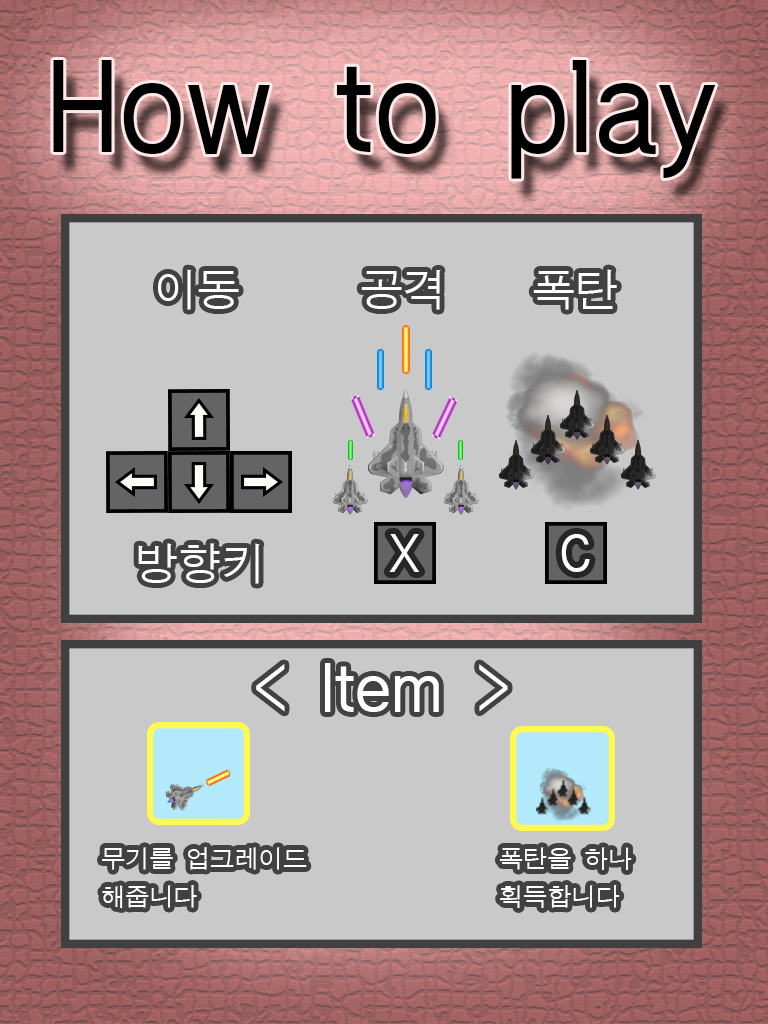 How to play
이동 공격 폭탄
방향키 X C
< Item >
무기를 업그레이드
해줍니다
폭탄을 하나
획득합니다